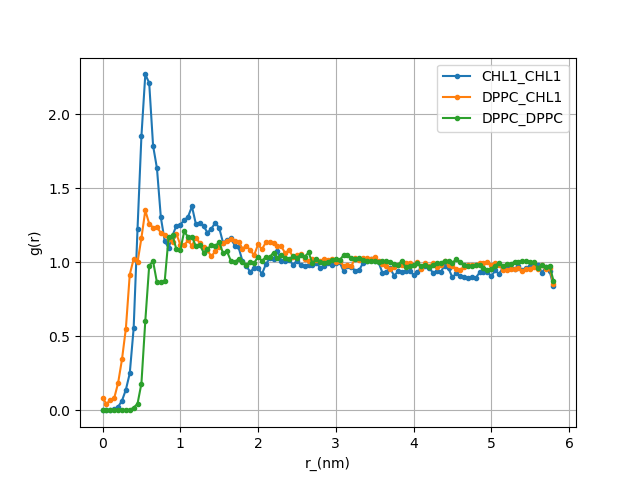 CHL1_CHL1
DPPC_CHL1
DPPC_DPPC
2.0
1.5
1.0
0.5
0.0
g(r)
0 1 2 3 4 5 6
r_(nm)